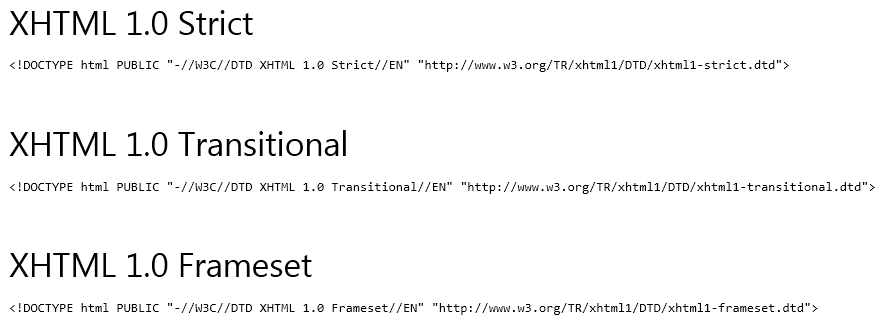 XHTML 1.0 Strict
<!DOCTYPE html PUBLIC "-//W3C//DTD XHTML 1.0 Strict//EN" "http://www.w3.org/TR/xhtml1/DTD/xhtml1-strict.dtd">
XHTML 1.0 Transitional
<!DOCTYPE html PUBLIC "-//W3C//DTD XHTML 1.0 Transitional//EN" "http://www.w3.org/TR/xhtml1/DTD/xhtml1-transitional.dtd">
XHTML 1.0 Frameset
<!DOCTYPE html PUBLIC "-//W3C//DTD XHTML 1.0 Frameset//EN" "http://www.w3.org/TR/xhtml1/DTD/xhtml1-frameset.dtd">